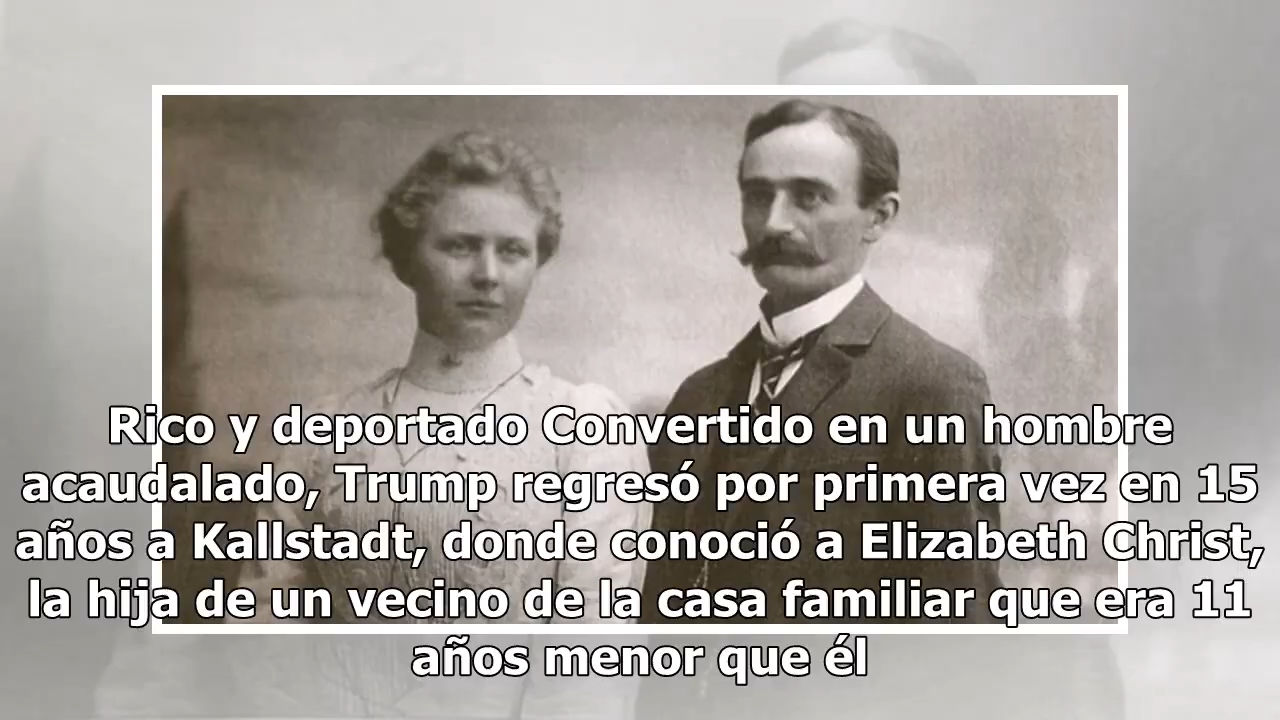 Rico y deportado Convertido en un hombre
acaudalado, Trump regresó por primera vez en 15
años a Kallstadt, donde conoció a Elizabeth Christ,
la hija de un vecino de la casa familiar que era 11
años menor que él